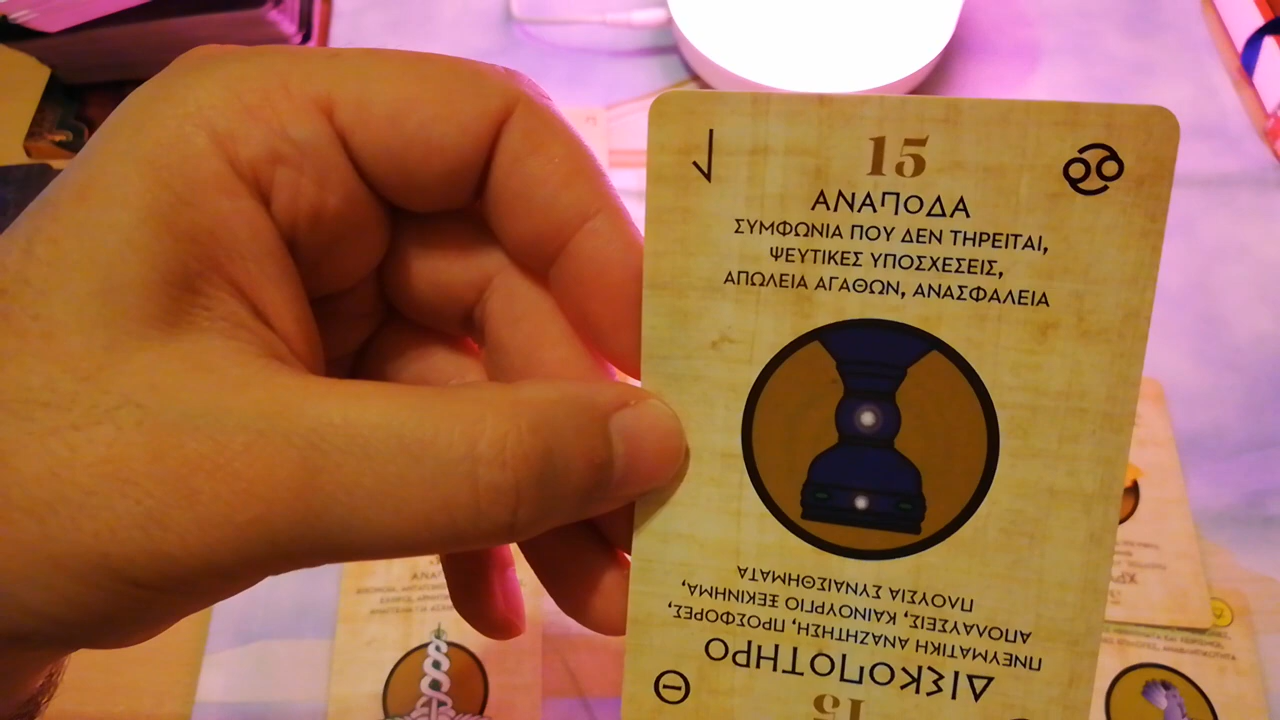 15
ΑΝΑΠΟΔΑ
ΣΥΜΦΩΝΙΑ ΠΟΥ ΔΕΝ ΤΗΡΕΙΤΑΙ,
ΨΕΥΤΙΚΕΣ ΥΠΟΣΧΕΣΕΙΣ,
ΑΠΩΛΕΙΑ ΑΓΑΘΩΝ, ΑΝΑΣΦΑΛΕΙΑ
15
ΔΙΣΚΟΠΟΤΗΡΟ
ΠΝΕΥΜΑΤΙΚΗ ΑΝΑΖΗΤΗΣΗ, ΠΡΟΣΦΟΡΕΣ,
ΑΠΟΛΑΥΣΕΙΣ, ΚΑΙΝΟΥΡΓΙΟ ΞΕΚΙΝΗΜΑ,
ΠΛΟΥΣΙΑ ΣΥΝΑΙΣΘΗΜΑΤΑ